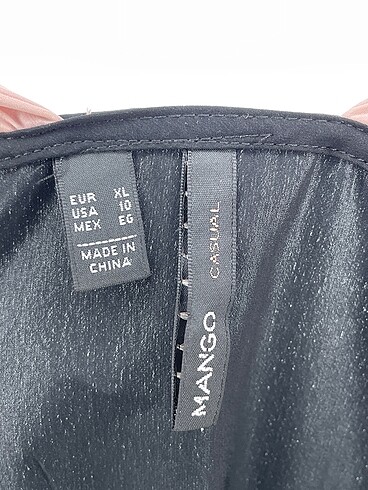 EUR XL
USA 10
MEX EG
MADE IN
CHINA
MANGO CASUAL